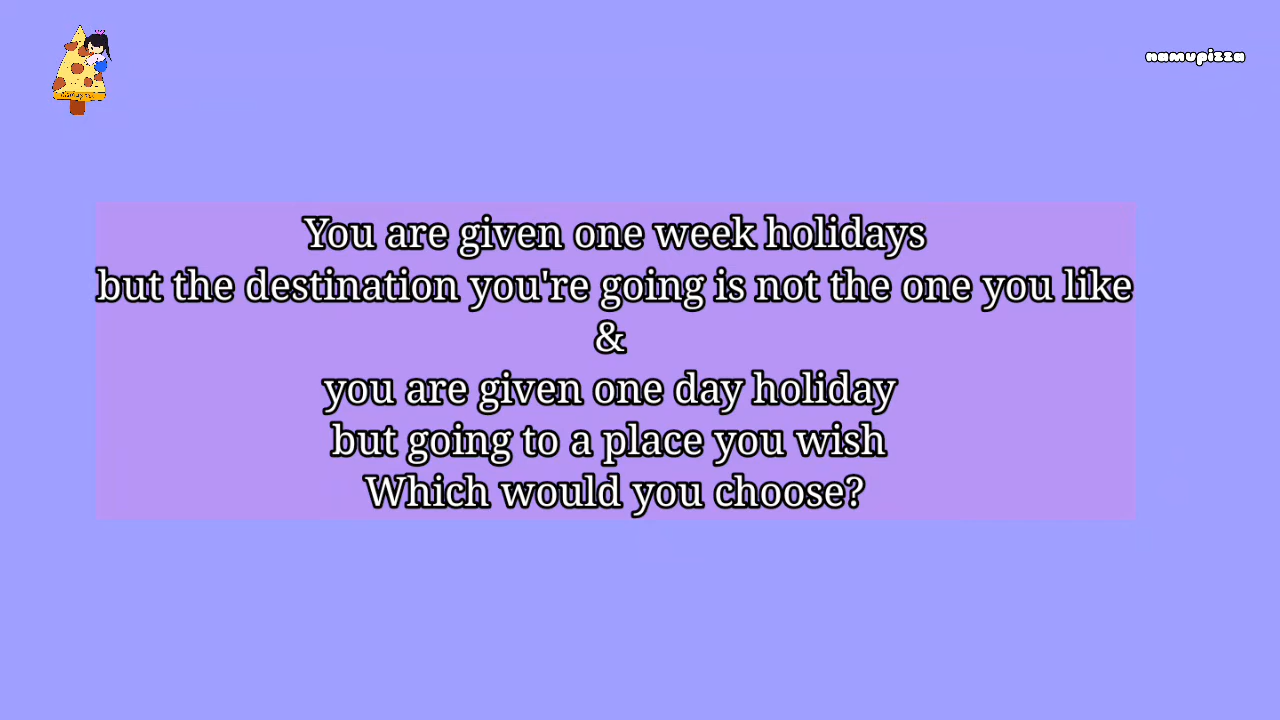 namupizza
You are given one week holidays
but the destination you're going is not the one you like
&
you are given one day holiday
but going to a place you wish
Which would you choose?